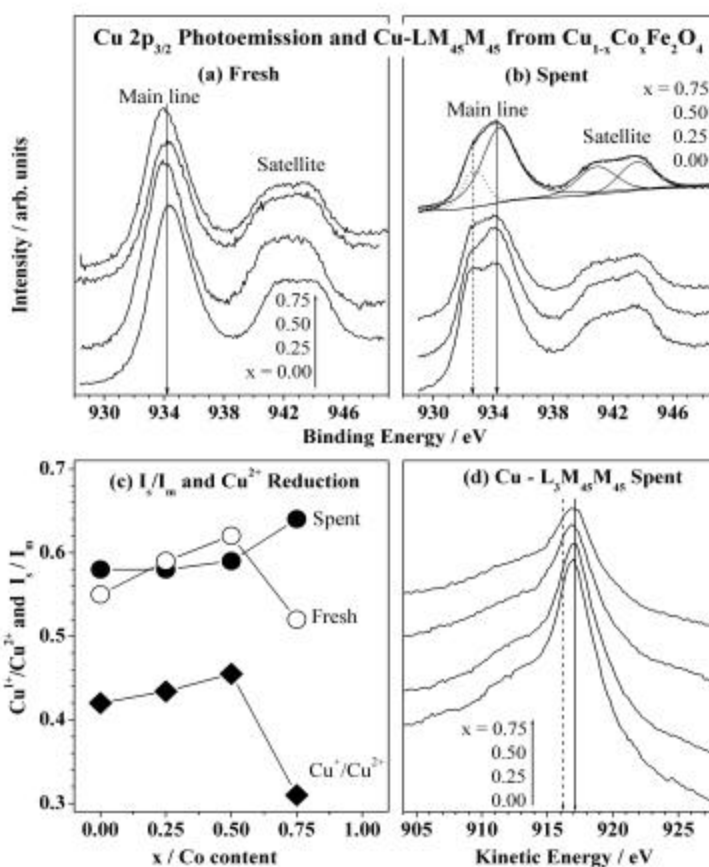 Cu 2p3/2 Photoemission and Cu-LM45M45 from Cu1-xCoxFe2O4
(a) Fresh
Main line
Satellite
0.75
0.50
0.25
x = 0.00
930 934 938 942 946
(b) Spent
x = 0.75
0.50
0.25
0.00
Main line
Satellite
930 934 938 942 946
Intensity / arb. units
Binding Energy / eV
(c) Is/Im and Cu2+ Reduction
Spent
Fresh
Cu+/Cu2+
0.7
0.6
0.5
0.4
0.3
Cu1+/Cu2+ and Is / Im
0.00 0.25 0.50 0.75 1.00
x / Co content
(d) Cu - L3M45M45 Spent
x = 0.75
0.50
0.25
0.00
905 910 915 920 925
Kinetic Energy / eV